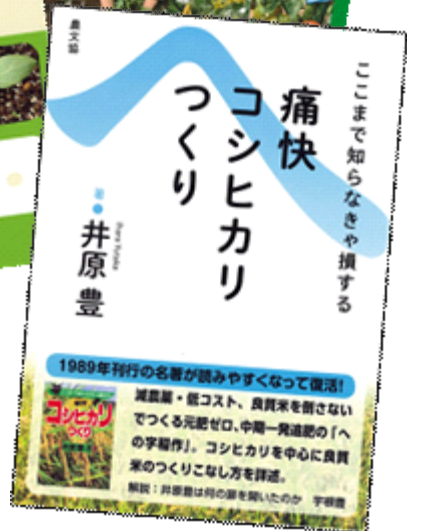 農文協
ここまで知らなきゃ損する
痛快
コシヒカリ
つくり
著●井原 豊
Ihara Yutaka
1989年刊行の名著が読みやすくなって復活!
コシヒカリ
つくり
減農薬・低コスト、良質米を倒さない
でつくる元肥ゼロ、中期一発追肥の「へ
の字稲作」。コシヒカリを中心に良質
米のつくりこなし方を詳述。
解説:井原豊は何の扉を開いたのか 宇根豊